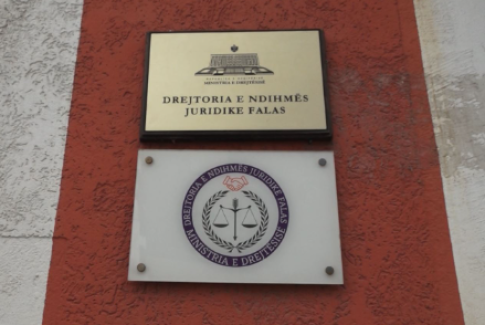 MINISTRIA E DREJTËSISË
DREJTORIA E NDIHMËS
JURIDIKE FALAS
DREJTORIA E NDIHMËS JURIDIKE FALAS
MINISTRIA E DREJTËSISË